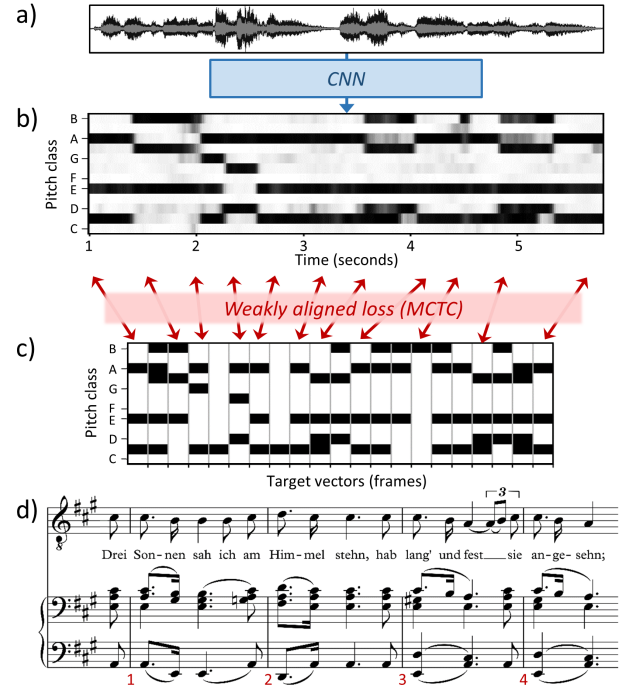 a)
CNN
b)
Pitch class
B
A
G
F
E
D
C
1 2 3 4 5
Time (seconds)
Weakly aligned loss (MCTC)
c)
Pitch class
B
A
G
F
E
D
C
Target vectors (frames)
d)
3
8
Drei Son-nen sah ich am Him-mel stehn, hab lang' und fest sie an-ge-sehn;
1 2 3 4